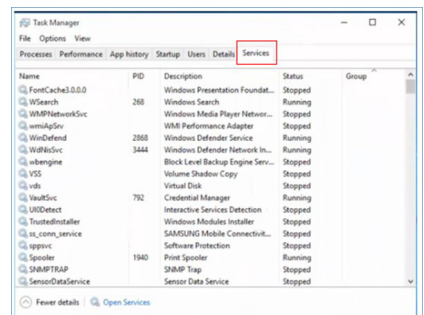 Task Manager
File Options View
Processes Performance App history Startup Users Details Services
Name PID Description Status Group
FontCache3.0.0.0 Windows Presentation Foundat... Stopped
WSearch 268 Windows Search Running
WMPNetworkSvc Windows Media Player Networ... Stopped
wmiApSrv WMI Performance Adapter Stopped
WinDefend 2868 Windows Defender Service Running
WdNisSvc 3444 Windows Defender Network In... Running
wbengine Block Level Backup Engine Serv... Stopped
VSS Volume Shadow Copy Stopped
vds Virtual Disk Stopped
VaultSvc 792 Credential Manager Running
UI0Detect Interactive Services Detection Stopped
TrustedInstaller Windows Modules Installer Stopped
ss_conn_service SAMSUNG Mobile Connectivit... Stopped
sppsvc Software Protection Stopped
Spooler 1940 Print Spooler Running
SNMPTRAP SNMP Trap Stopped
SensorDataService Sensor Data Service Stopped
Fewer details Open Services